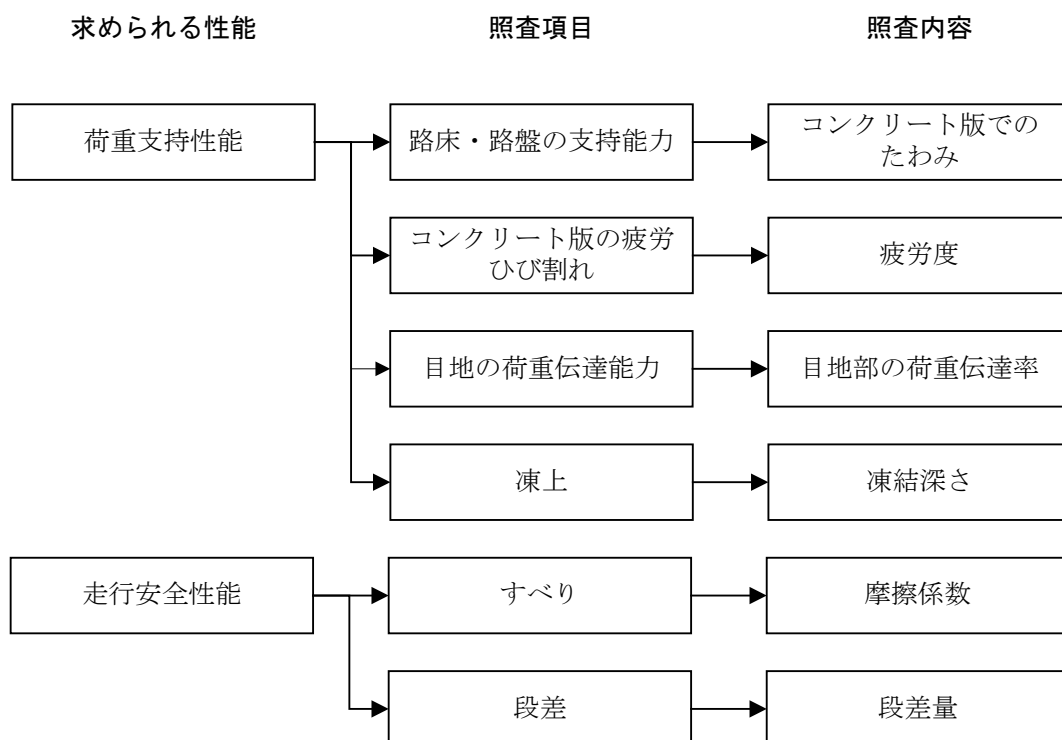 求められる性能
照査項目
照査内容
荷重支持性能
路床・路盤の支持能力
コンクリート版での
たわみ
コンクリート版の疲労
ひび割れ
疲労度
目地の荷重伝達能力
目地部の荷重伝達率
凍上
凍結深さ
走行安全性能
すべり
摩擦係数
段差
段差量